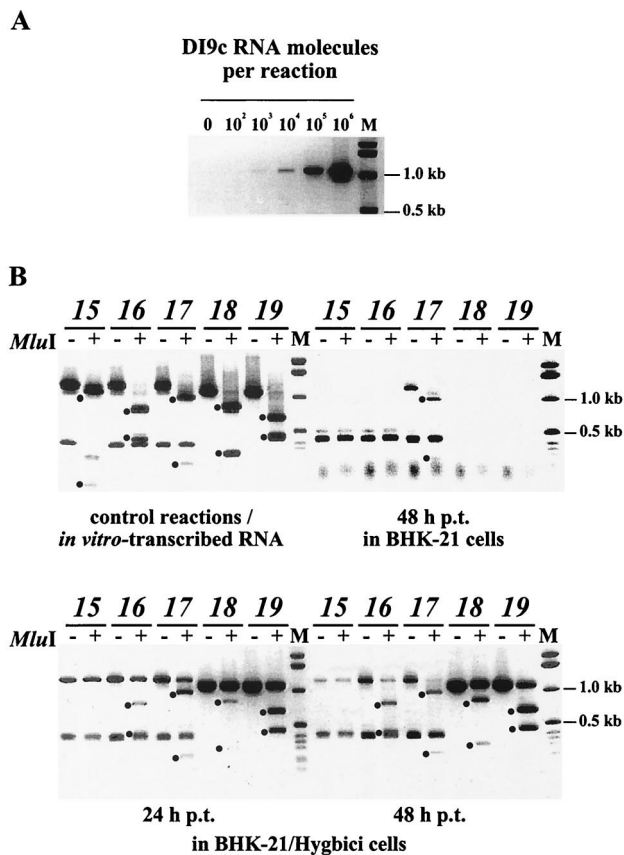 A
DI9c RNA molecules
per reaction
0 10² 10³ 10⁴ 10⁵ 10⁶ M
1.0 kb
0.5 kb
B
15 16 17 18 19 15 16 17 18 19
MluI - + - + - + - + - + M - + - + - + - + - + M
1.0 kb
0.5 kb
control reactions / 48 h p.t.
in vitro-transcribed RNA in BHK-21 cells
15 16 17 18 19 15 16 17 18 19
MluI - + - + - + - + - + M - + - + - + - + - + M
1.0 kb
0.5 kb
24 h p.t. 48 h p.t.
in BHK-21/Hygbici cells